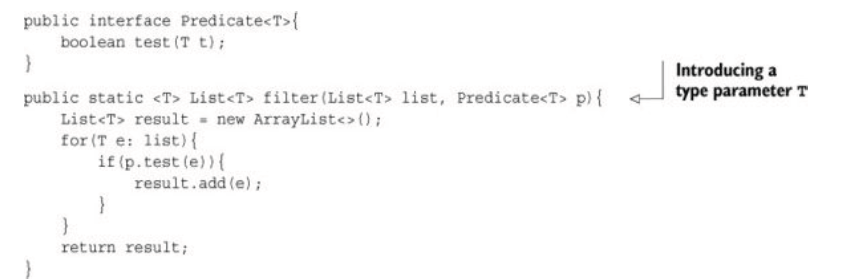 public interface Predicate<T>{
    boolean test(T t);
}
public static <T> List<T> filter(List<T> list, Predicate<T> p){
    List<T> result = new ArrayList<>();
    for(T e: list){
        if(p.test(e)){
            result.add(e);
        }
    }
    return result;
}
Introducing a
type parameter T